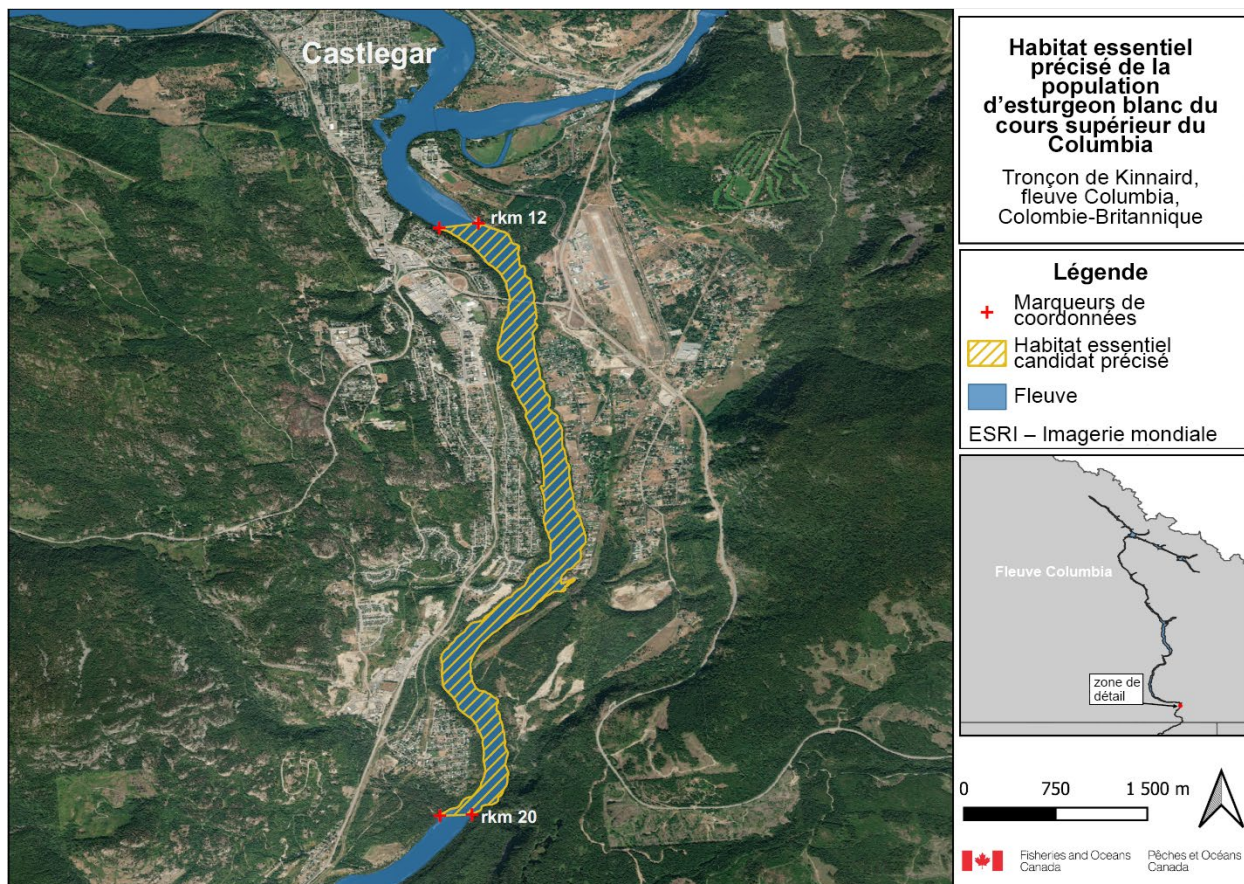 Castlegar
rkm 12
rkm 20
Habitat essentiel
précisé de la
population
d'esturgeon blanc du
cours supérieur du
Columbia
Tronçon de Kinnaird,
fleuve Columbia,
Colombie-Britannique
Légende
Marqueurs de
coordonnées
Habitat essentiel
candidat précisé
Fleuve
ESRI – Imagerie mondiale
Fleuve Columbia
zone de
détail
0 750 1 500 m
Fisheries and Oceans
Canada
Pêches et Océans
Canada